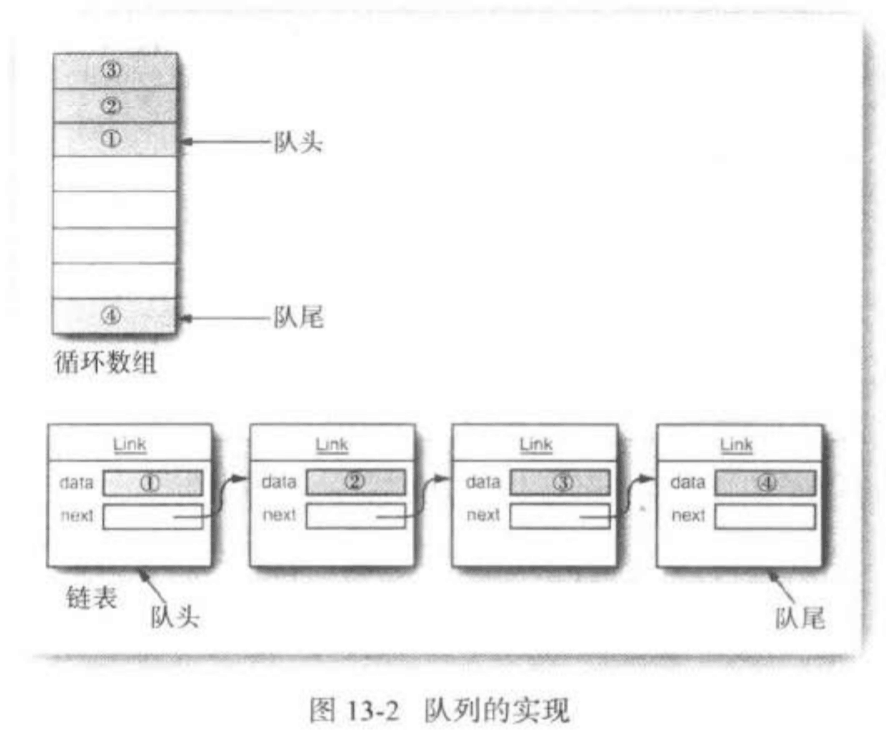 ③
②
①
队头
④
队尾
循环数组
Link Link Link Link
data ① data ② data ③ data ④
next next next next
链表
队头 队尾
图 13-2 队列的实现